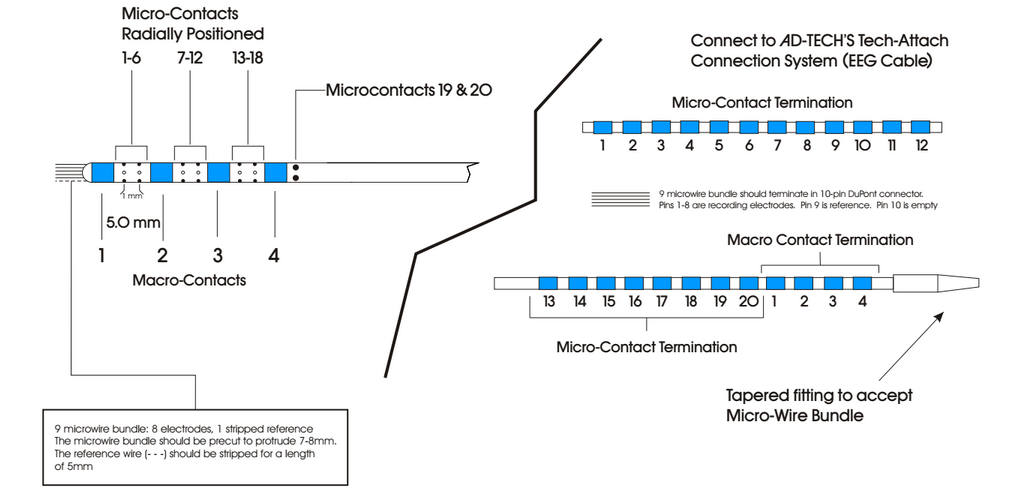 Micro-Contacts
Radially Positioned
1-6 7-12 13-18
Microcontacts 19 & 20
1 mm
5.0 mm
1 2 3 4
Macro-Contacts
9 microwire bundle: 8 electrodes, 1 stripped reference
The microwire bundle should be precut to protrude 7-8mm.
The reference wire (- - -) should be stripped for a length
of 5mm
Connect to AD-TECH'S Tech-Attach
Connection System (EEG Cable)
Micro-Contact Termination
1 2 3 4 5 6 7 8 9 10 11 12
9 microwire bundle should terminate in 10-pin DuPont connector.
Pins 1-8 are recording electrodes. Pin 9 is reference. Pin 10 is empty
Macro Contact Termination
13 14 15 16 17 18 19 20 1 2 3 4
Micro-Contact Termination
Tapered fitting to accept
Micro-Wire Bundle